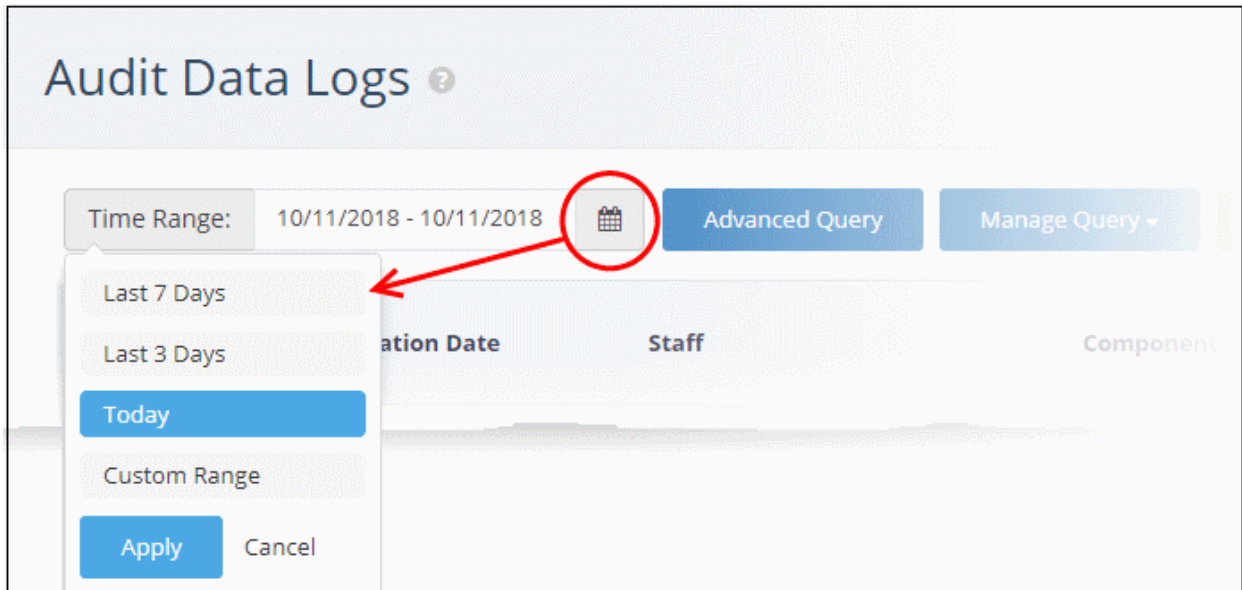 Audit Data Logs ?
Time Range: 10/11/2018 - 10/11/2018 Advanced Query Manage Query
Last 7 Days
ation Date Staff Component
Last 3 Days
Today
Custom Range
Apply Cancel